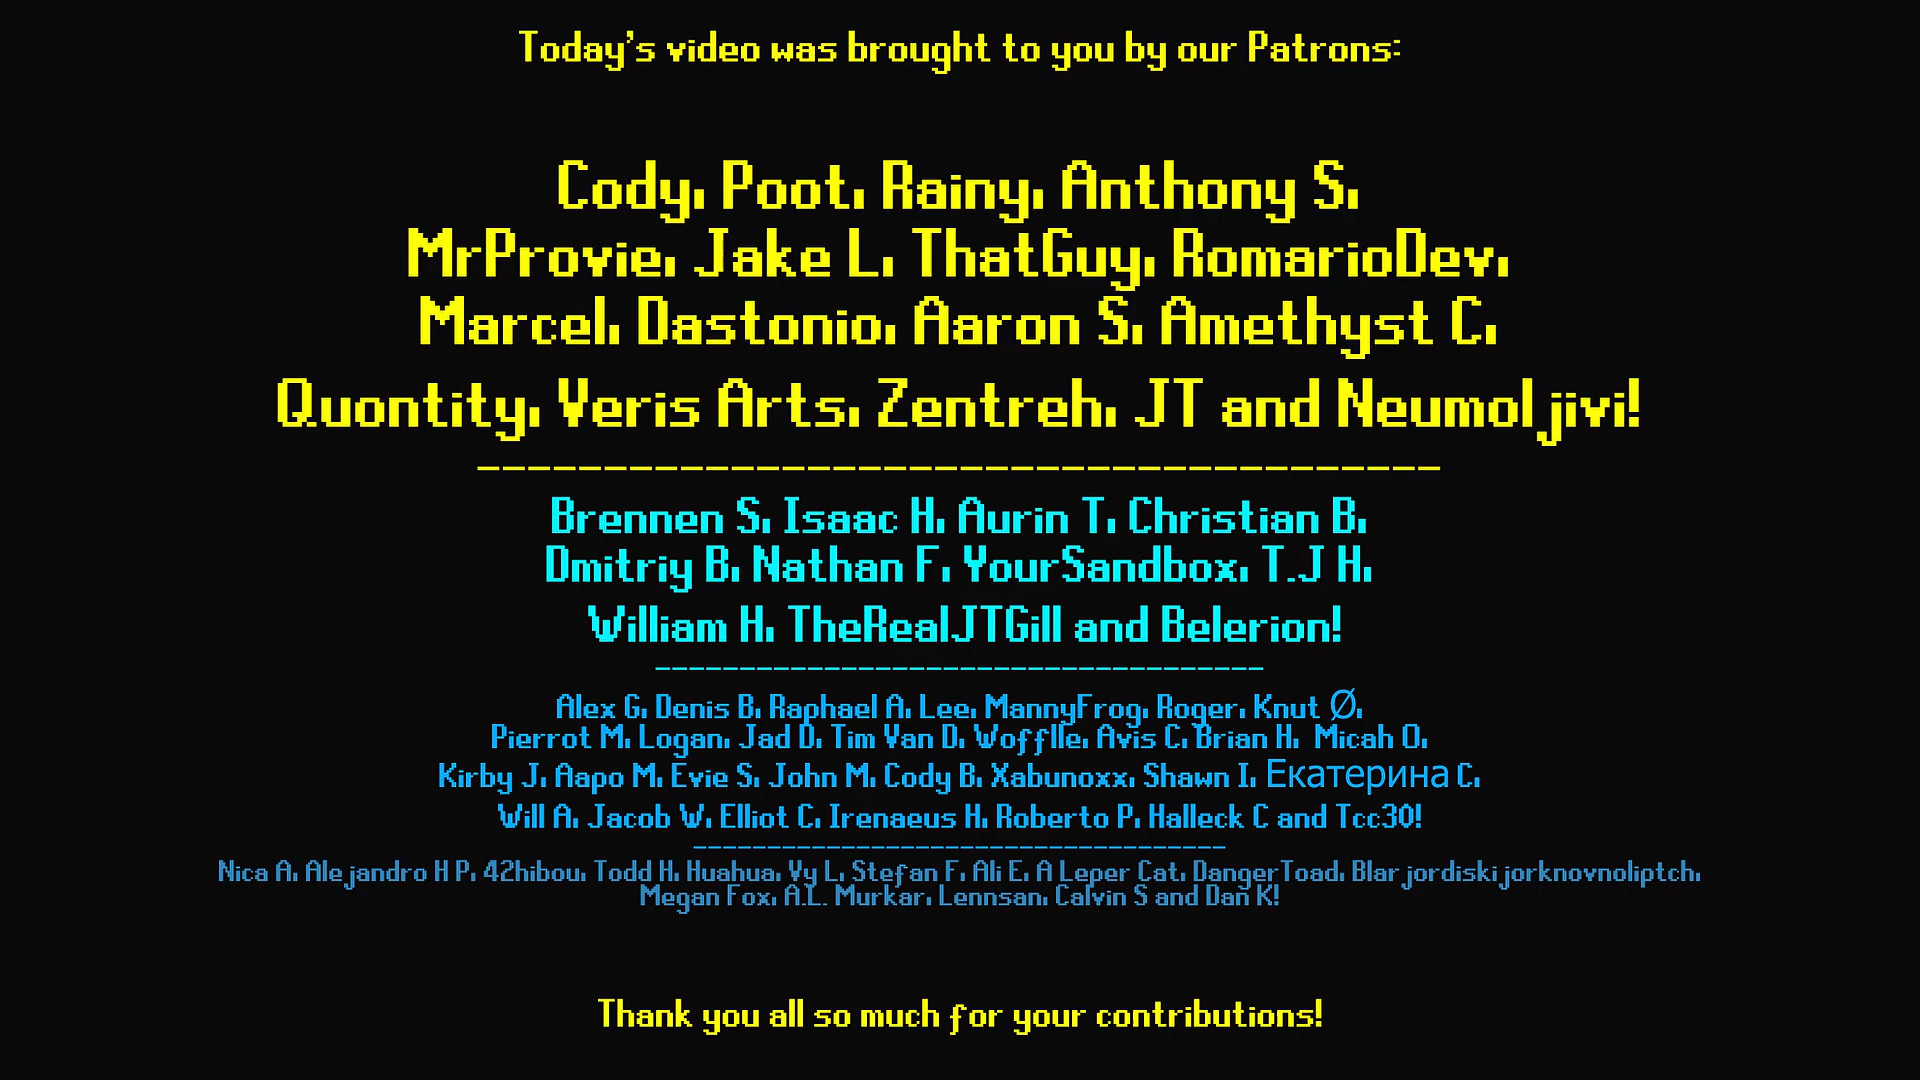 Today's video was brought to you by our Patrons:
Cody, Poot, Rainy, Anthony S,
MrProvie, Jake L, ThatGuy, RomarioDev,
Marcel, Dastonio, Aaron S, Amethyst C,
Quontity, Veris Arts, Zentreh, JT and Neumoljivi!
--------------------------------------
Brennen S, Isaac H, Aurin T, Christian B,
Dmitriy B, Nathan F, YourSandbox, T.J H,
William H, TheRealJTGill and Belerion!
------------------------------------
Alex G, Denis B, Raphael A, Lee, MannyFrog, Roger, Knut Ø,
Pierrot M, Logan, Jad D, Tim Van D, Wofflle, Avis C, Brian H,  Micah O,
Kirby J, Aapo M, Evie S, John M, Cody B, Xabunoxx, Shawn I, Екатерина C,
Will A, Jacob W, Elliot C, Irenaeus H, Roberto P, Halleck C and Tcc30!
------------------------------------
Nica A, Alejandro H P, 42hibou, Todd H, Huahua, Vy L, Stefan F, Ali E, A Leper Cat, DangerToad, Blarjordiskijorknovnoliptch,
Megan Fox, A.L. Murkar, Lennsan, Calvin S and Dan K!
Thank you all so much for your contributions!